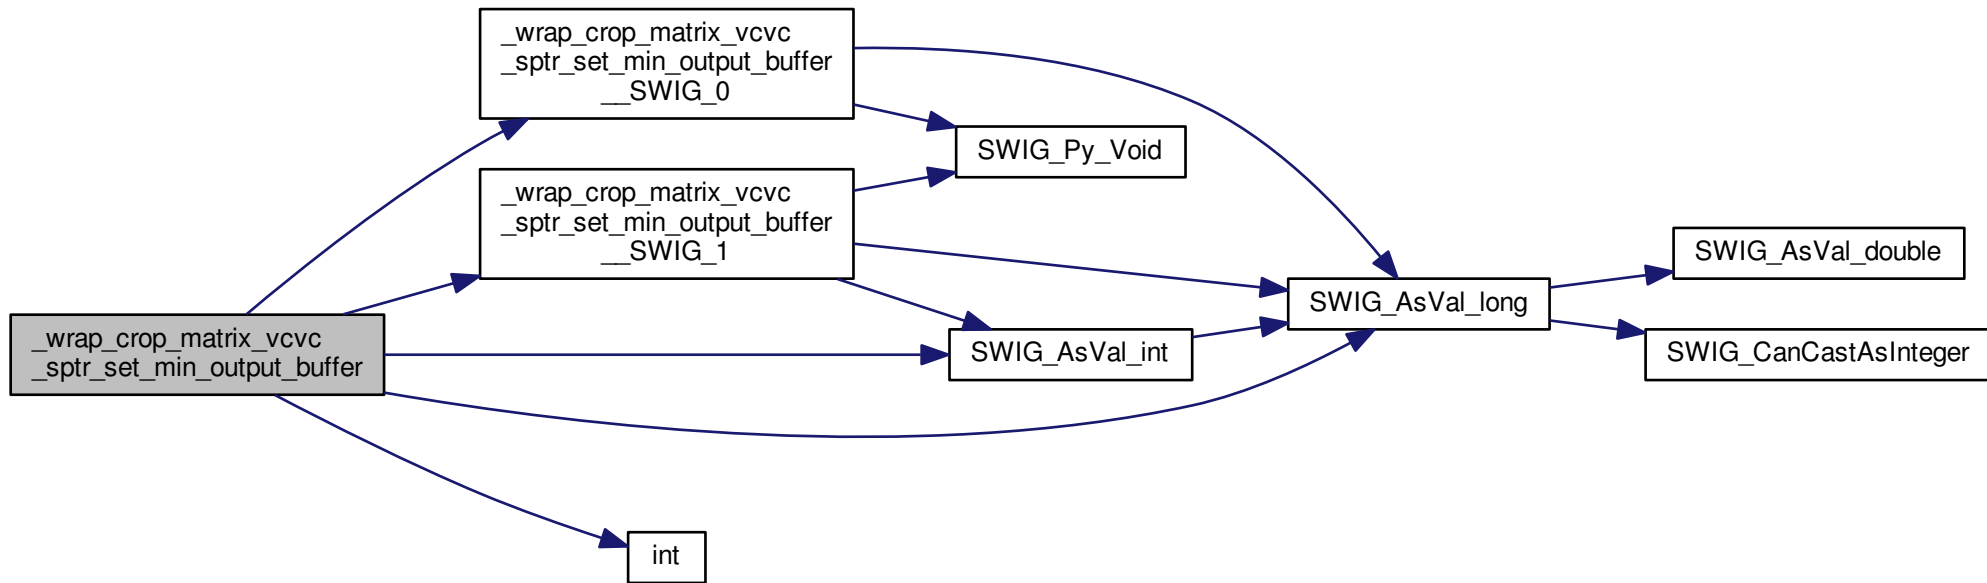 _wrap_crop_matrix_vcvc
_sptr_set_min_output_buffer
__SWIG_0
SWIG_Py_Void
_wrap_crop_matrix_vcvc
_sptr_set_min_output_buffer
__SWIG_1
SWIG_AsVal_double
SWIG_AsVal_long
_wrap_crop_matrix_vcvc
_sptr_set_min_output_buffer
SWIG_AsVal_int
SWIG_CanCastAsInteger
int